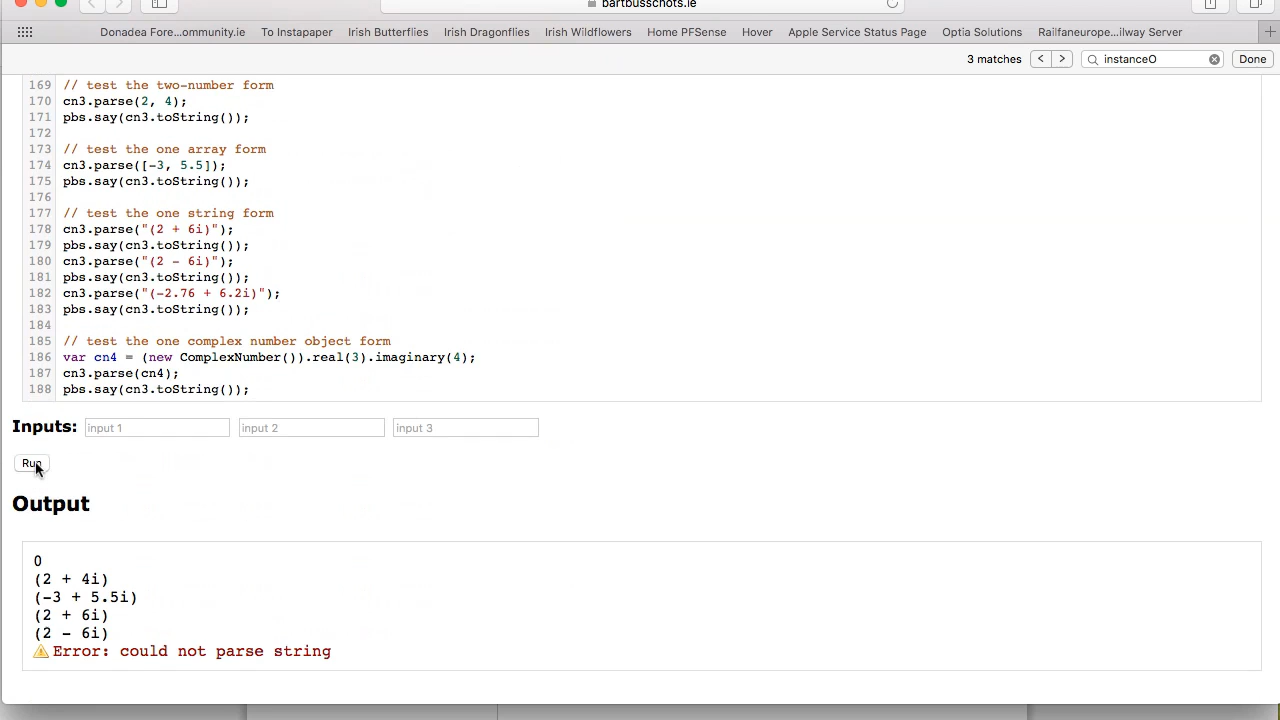 bartbusschots.ie
Donadea Fore...ommunity.ie To Instapaper Irish Butterflies Irish Dragonflies Irish Wildflowers Home PFSense Hover Apple Service Status Page Optia Solutions Railfaneurope...ilway Server
3 matches instanceO Done
169 // test the two-number form
170 cn3.parse(2, 4);
171 pbs.say(cn3.toString());
172
173 // test the one array form
174 cn3.parse([-3, 5.5]);
175 pbs.say(cn3.toString());
176
177 // test the one string form
178 cn3.parse("(2 + 6i)");
179 pbs.say(cn3.toString());
180 cn3.parse("(2 - 6i)");
181 pbs.say(cn3.toString());
182 cn3.parse("(-2.76 + 6.2i)");
183 pbs.say(cn3.toString());
184
185 // test the one complex number object form
186 var cn4 = (new ComplexNumber()).real(3).imaginary(4);
187 cn3.parse(cn4);
188 pbs.say(cn3.toString());
Inputs: input 1 input 2 input 3
Run
Output
0
(2 + 4i)
(-3 + 5.5i)
(2 + 6i)
(2 - 6i)
Error: could not parse string